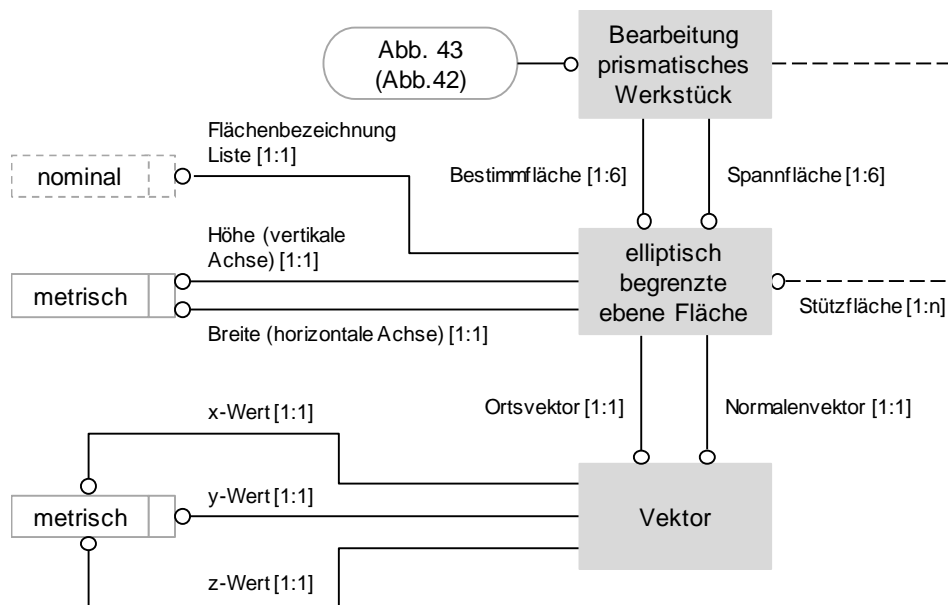 Abb. 43
(Abb.42)
Bearbeitung
prismatisches
Werkstück
Flächenbezeichnung
Liste [1:1]
nominal
Bestimmfläche [1:6]
Spannfläche [1:6]
Höhe (vertikale
Achse) [1:1]
metrisch
Breite (horizontale Achse) [1:1]
elliptisch
begrenzte
ebene Fläche
Stützfläche [1:n]
Ortsvektor [1:1]
Normalenvektor [1:1]
x-Wert [1:1]
metrisch
y-Wert [1:1]
Vektor
z-Wert [1:1]